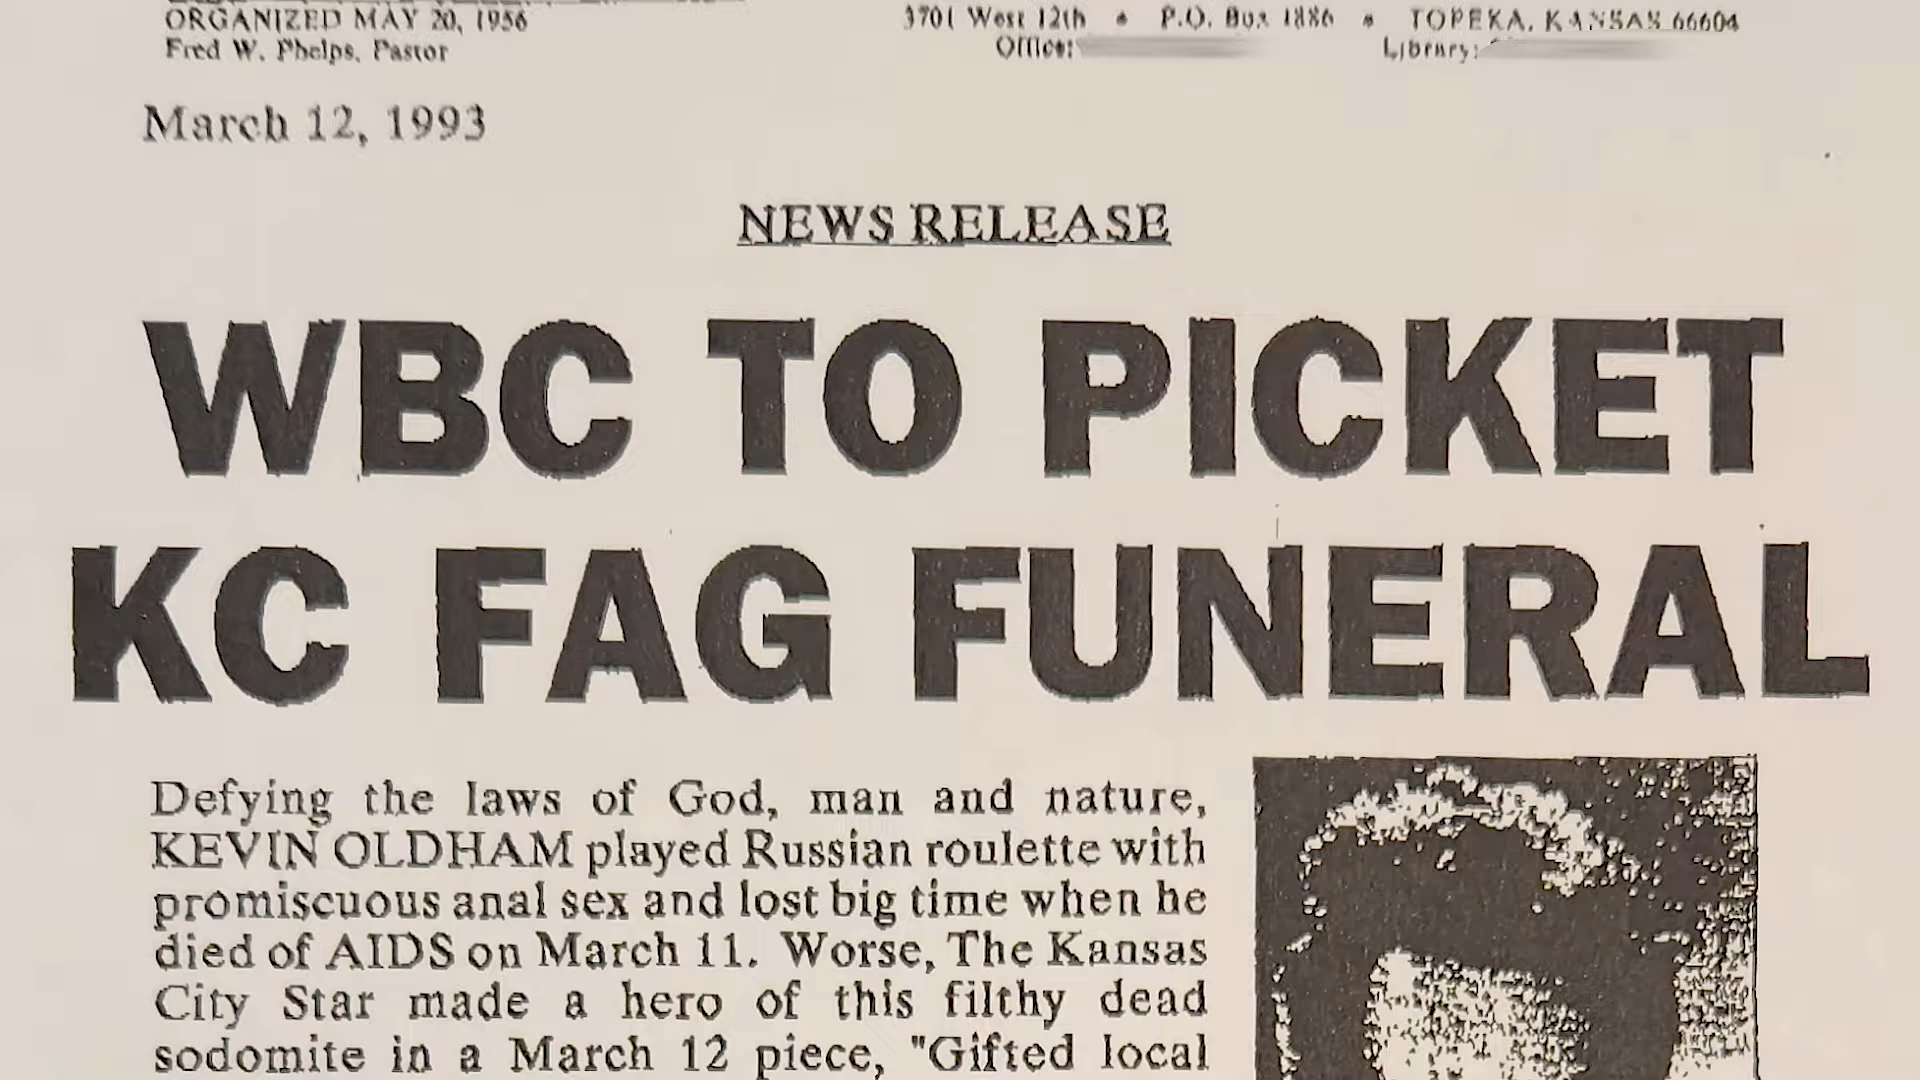 ORGANIZED MAY 20, 1956
Fred W. Phelps, Pastor
3701 West 12th • P.O. Box 1886 • TOPEKA, KANSAS 66604
Office: Library:
March 12, 1993
NEWS RELEASE
WBC TO PICKET
KC FAG FUNERAL
Defying the laws of God, man and nature,
KEVIN OLDHAM played Russian roulette with
promiscuous anal sex and lost big time when he
died of AIDS on March 11. Worse, The Kansas
City Star made a hero of this filthy dead
sodomite in a March 12 piece, "Gifted local